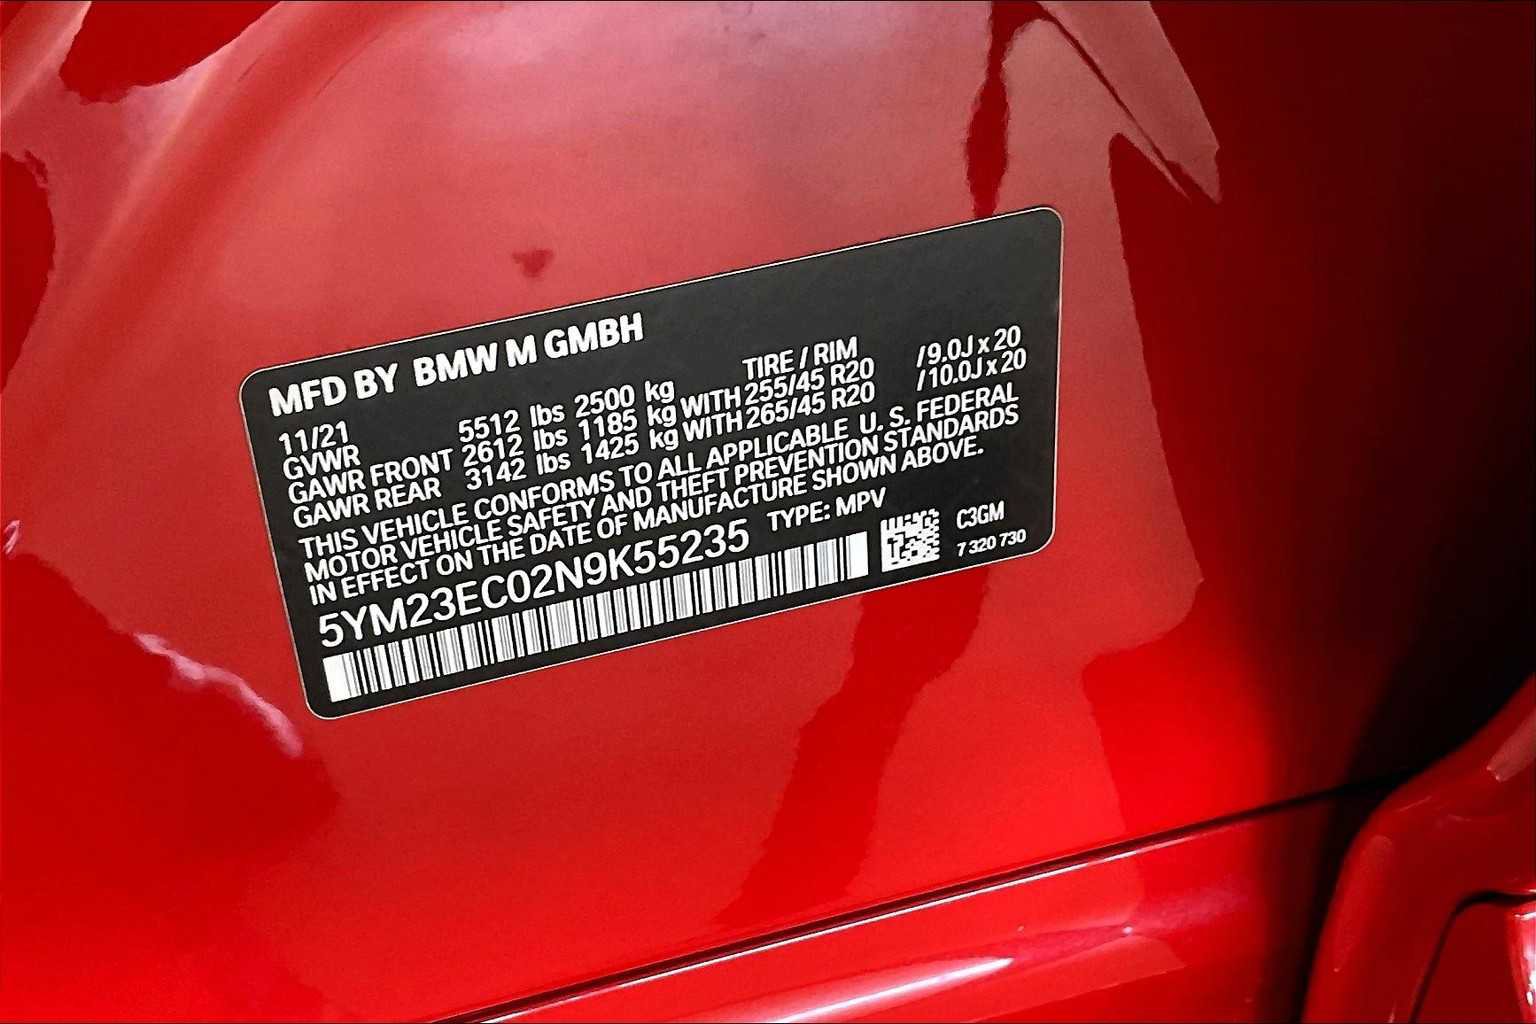 MFD BY BMW M GMBH
11/21 TIRE / RIM
GVWR 5512 lbs 2500 kg
GAWR FRONT 2612 lbs 1185 kg WITH 255/45 R20 /9.0J x 20
GAWR REAR 3142 lbs 1425 kg WITH 265/45 R20 /10.0J x 20
THIS VEHICLE CONFORMS TO ALL APPLICABLE U. S. FEDERAL
MOTOR VEHICLE SAFETY AND THEFT PREVENTION STANDARDS
IN EFFECT ON THE DATE OF MANUFACTURE SHOWN ABOVE.
5YM23EC02N9K55235 TYPE: MPV
C3GM
7 320 730